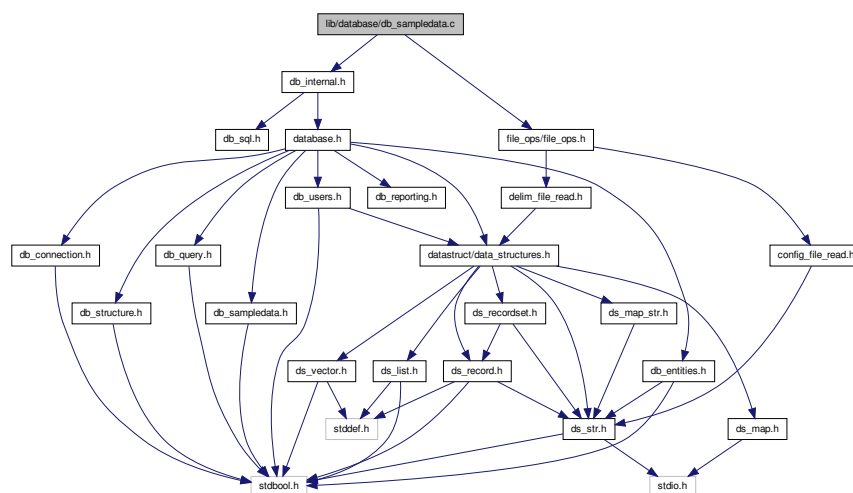 lib/database/db_sampledata.c
db_internal.h
db_sql.h
database.h
file_ops/file_ops.h
db_users.h
db_reporting.h
delim_file_read.h
db_connection.h
db_query.h
datastruct/data_structures.h
config_file_read.h
db_structure.h
db_sampledata.h
ds_recordset.h
ds_map_str.h
ds_vector.h
ds_list.h
ds_record.h
db_entities.h
stddef.h
ds_str.h
ds_map.h
stdbool.h
stdio.h